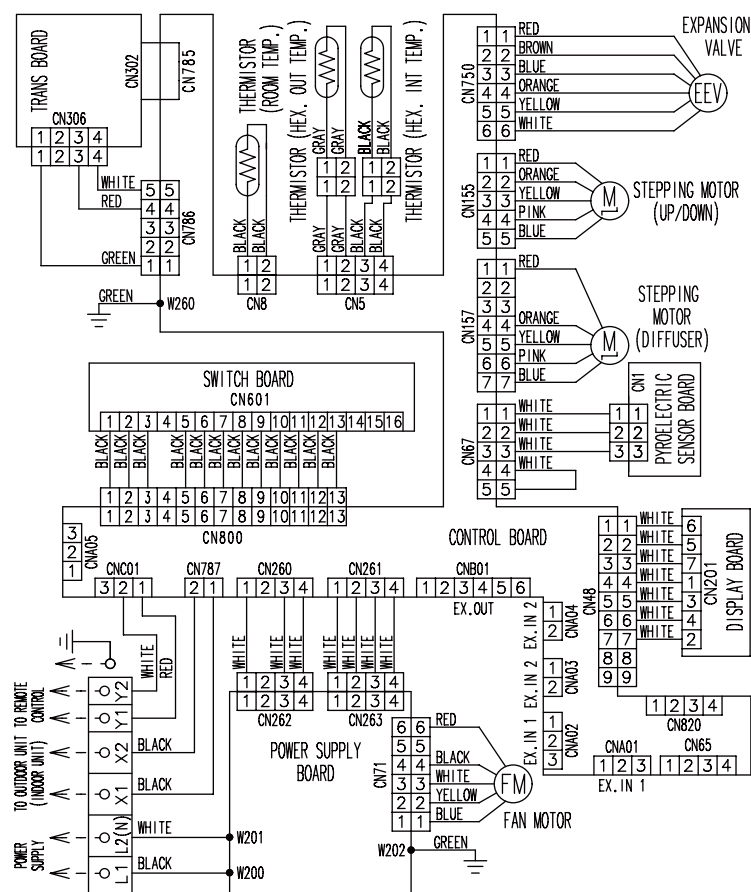 TRANS BOARD
CN302
CN785
CN306
1 2 3 4
1 2 3 4
WHITE
RED
GREEN
5 5
4 4
3 3
2 2
1 1
CN786
GREEN
W260
THERMISTOR
(ROOM TEMP.)
BLACK
BLACK
1 2
1 2
CN8
THERMISTOR (HEX. OUT TEMP.)
GRAY
GRAY
1 2
1 2
GRAY
GRAY
BLACK
BLACK
1 2
1 2
BLACK
BLACK
THERMISTOR (HEX. INT TEMP.)
1 2 3 4
1 2 3 4
CN5
EXPANSION
VALVE
CN750
1 1 RED
2 2 BROWN
3 3 BLUE
4 4 ORANGE
5 5 YELLOW
6 6 WHITE
EEV
CN155
1 1 RED
2 2 ORANGE
3 3 YELLOW
4 4 PINK
5 5 BLUE
M
STEPPING MOTOR
(UP/DOWN)
CN157
1 1 RED
2 2
3 3
4 4 ORANGE
5 5 YELLOW
6 6 PINK
7 7 BLUE
M
STEPPING
MOTOR
(DIFFUSER)
CN67
1 1 WHITE
2 2 WHITE
3 3 WHITE
4 4 WHITE
5 5
1 1
2 2
3 3
CN1
PYROELECTRIC
SENSOR BOARD
SWITCH BOARD
CN601
1 2 3 4 5 6 7 8 9 10 11 12 13 14 15 16
BLACK BLACK BLACK BLACK BLACK BLACK BLACK BLACK BLACK BLACK BLACK BLACK
1 2 3 4 5 6 7 8 9 10 11 12 13
1 2 3 4 5 6 7 8 9 10 11 12 13
CN800
3
2
1
CNA05
CONTROL BOARD
CNC01
3 2 1
CN787
2 1
CN260
1 2 3 4
CN261
1 2 3 4
CNB01
1 2 3 4 5 6
EX.OUT
EX.IN 2
1
2
CNA04
EX.IN 2
1
2
CNA03
EX.IN 1
1
2
3
CNA02
CN48
1 1 WHITE 6
2 2 WHITE 5
3 3 WHITE 7
4 4 WHITE 1
5 5 WHITE 3
6 6 WHITE 4
7 7 WHITE 2
8 8
9 9
CN201
DISPLAY BOARD
1 2 3 4
CN820
CNA01
1 2 3
EX.IN 1
CN65
1 2 3 4
WHITE
RED
WHITE WHITE WHITE
WHITE WHITE WHITE WHITE
1 2 3 4
CN262
1 2 3 4
CN263
POWER SUPPLY
BOARD
CN71
6 6 RED
5 5
4 4 BLACK
3 3 WHITE
2 2 YELLOW
1 1 BLUE
FM
FAN MOTOR
W202
GREEN
TO REMOTE
CONTROL
Y2
Y1
TO OUTDOOR UNIT
(INDOOR UNIT)
X2
BLACK
X1
BLACK
POWER
SUPPLY
L2(N)
WHITE
W201
L1
BLACK
W200